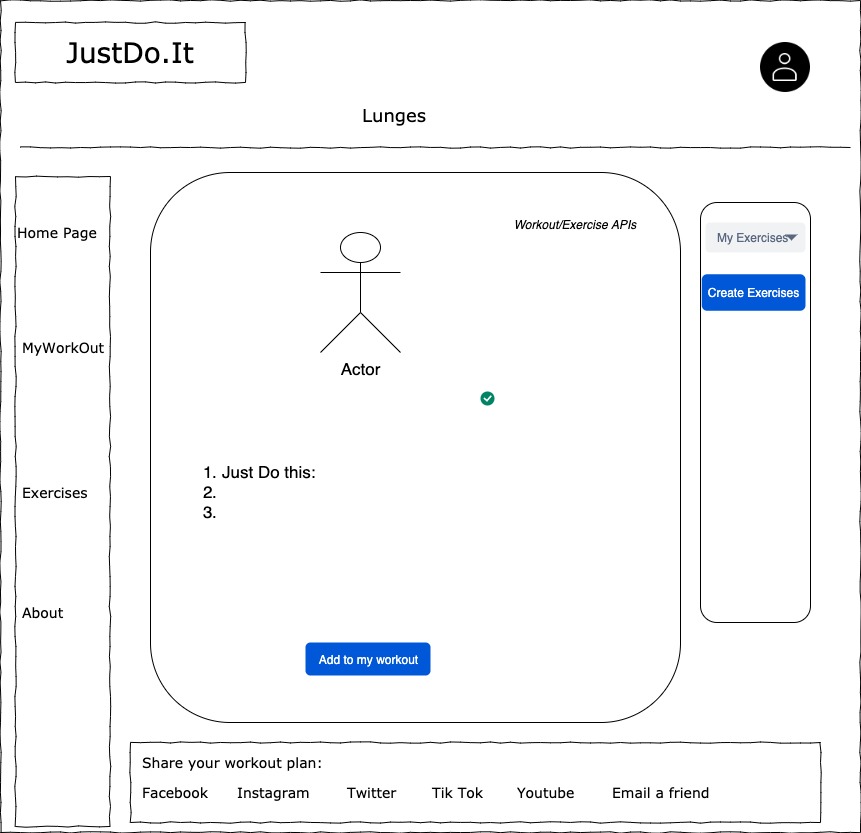 JustDo.It
Lunges
Home Page
MyWorkOut
Exercises
About
Workout/Exercise APIs
Actor
1. Just Do this:
2.
3.
Add to my workout
My Exercises
Create Exercises
Share your workout plan:
Facebook Instagram Twitter Tik Tok Youtube Email a friend